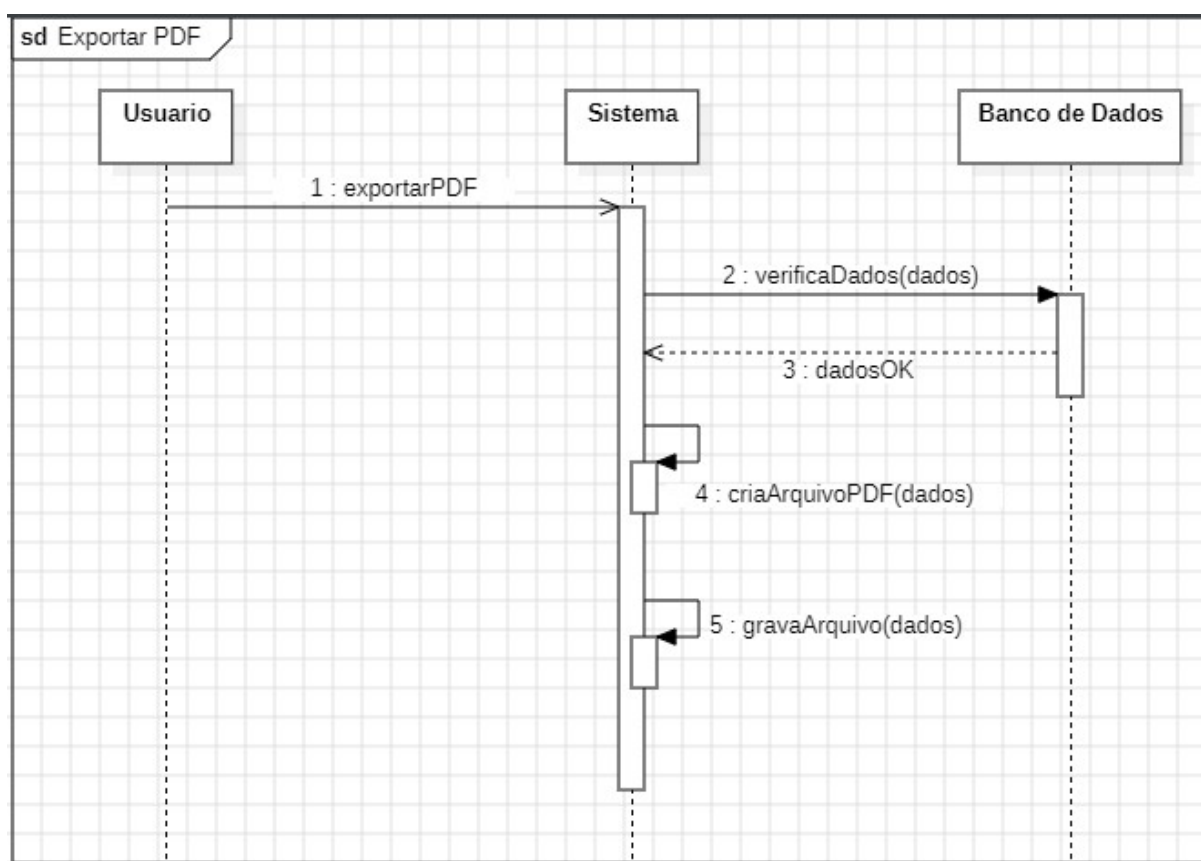 sd Exportar PDF
Usuario
Sistema
Banco de Dados
1 : exportarPDF
2 : verificaDados(dados)
3 : dadosOK
4 : criaArquivoPDF(dados)
5 : gravaArquivo(dados)